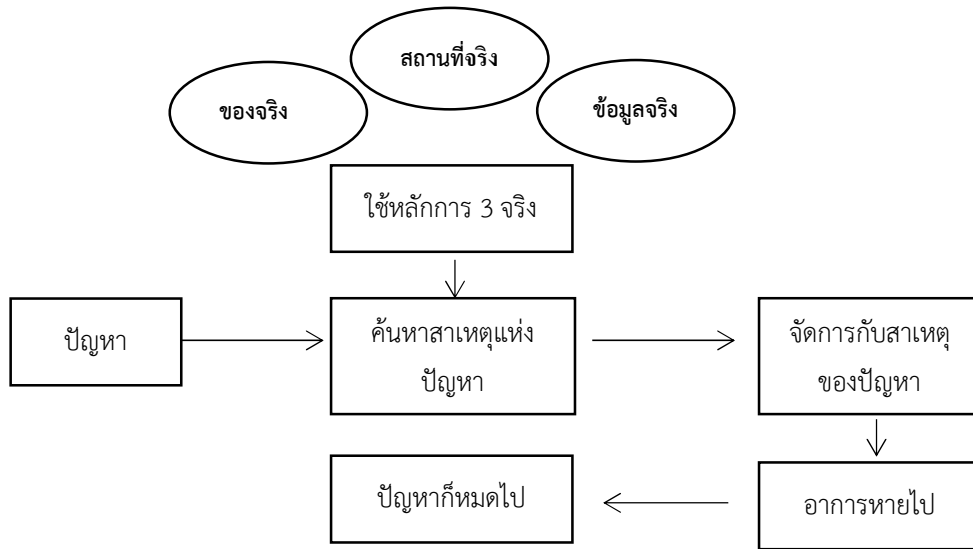 สถานที่จริง
ของจริง
ข้อมูลจริง
ใช้หลักการ 3 จริง
ปัญหา
ค้นหาสาเหตุแห่ง
ปัญหา
จัดการกับสาเหตุ
ของปัญหา
ปัญหาก็หมดไป
อาการหายไป